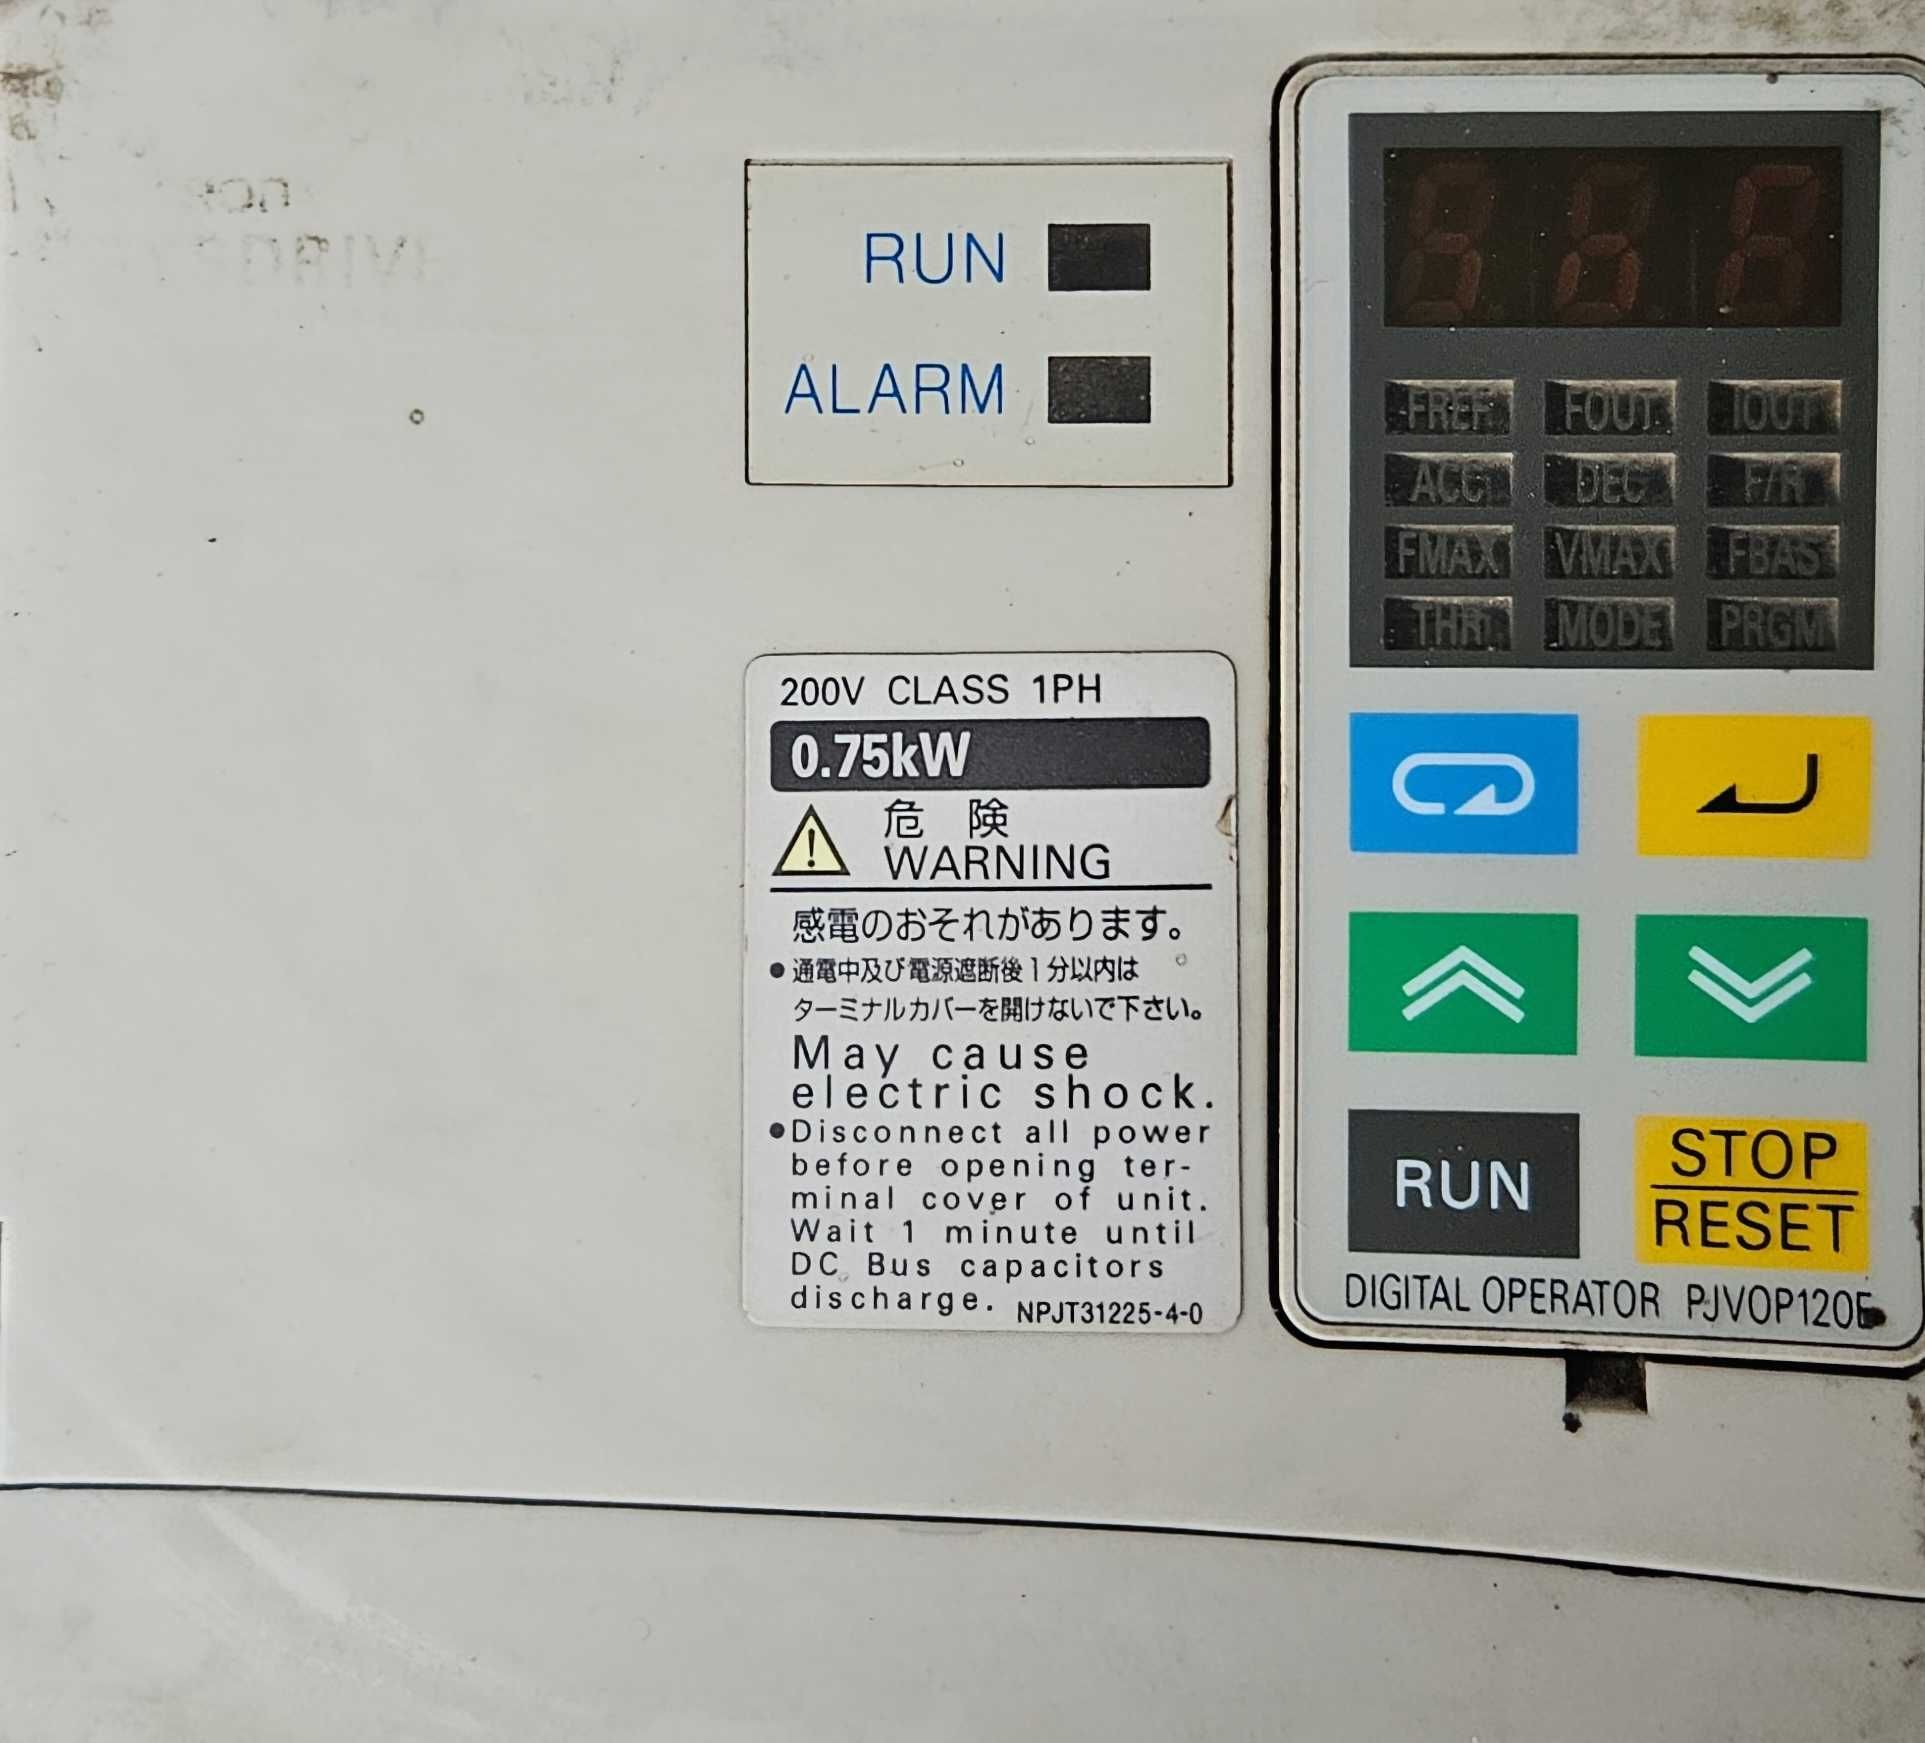 RUN
ALARM
200V CLASS 1PH
0.75kW
危 険
WARNING
感電のおそれがあります。
●通電中及び電源遮断後1分以内は
ターミナルカバーを開けないで下さい。
May cause
electric shock.
●Disconnect all power
before opening ter-
minal cover of unit.
Wait 1 minute until
DC Bus capacitors
discharge. NPJT31225-4-0
FREF FOUT IOUT
ACC DEC F/R
FMAX VMAX FBAS
THR MODE PRGM
RUN
STOP
RESET
DIGITAL OPERATOR PJVOP120E